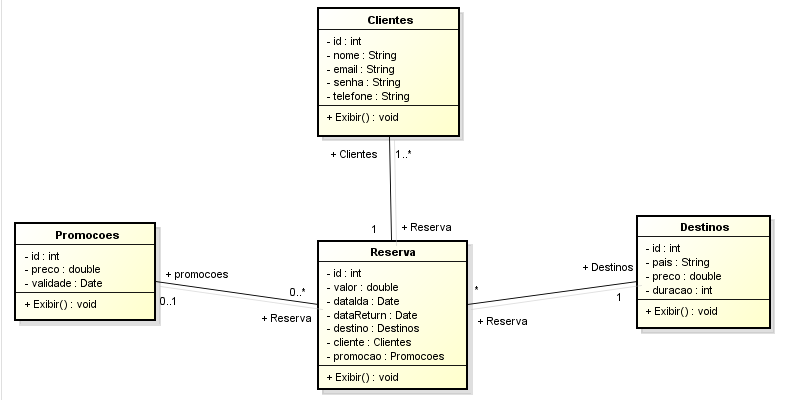 Clientes
- id : int
- nome : String
- email : String
- senha : String
- telefone : String
+ Exibir() : void
+ Clientes
1..*
1
+ Reserva
Promocoes
- id : int
- preco : double
- validade : Date
+ Exibir() : void
+ promocoes
0..1
0..*
+ Reserva
Reserva
- id : int
- valor : double
- dataIda : Date
- dataReturn : Date
- destino : Destinos
- cliente : Clientes
- promocao : Promocoes
+ Exibir() : void
*
+ Reserva
+ Destinos
1
Destinos
- id : int
- pais : String
- preco : double
- duracao : int
+ Exibir() : void